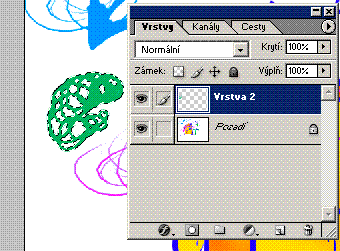 Vrstvy Kanály Cesty
Normální Krytí: 100%
Zámek: Výplň: 100%
Vrstva 2
Pozadí